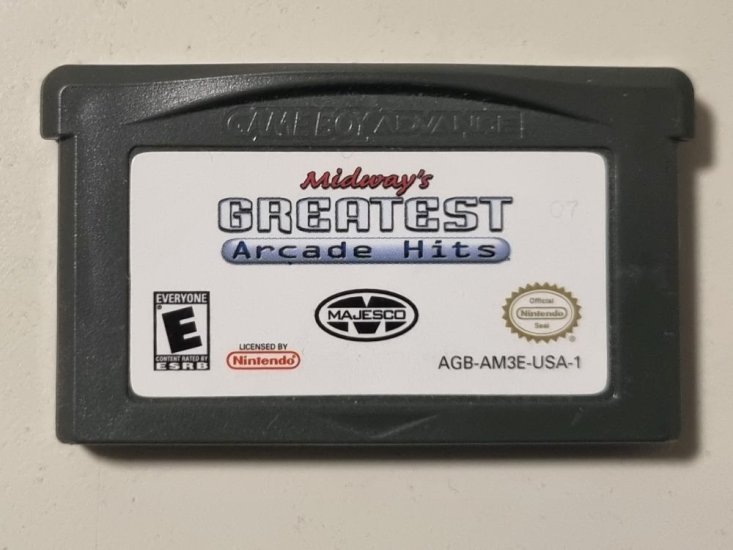 GAME BOY ADVANCE
Midway's
GREATEST
Arcade Hits
07
EVERYONE
E
CONTENT RATED BY
ESRB
LICENSED BY
Nintendo
MAJESCO
Official
Nintendo
Seal
AGB-AM3E-USA-1